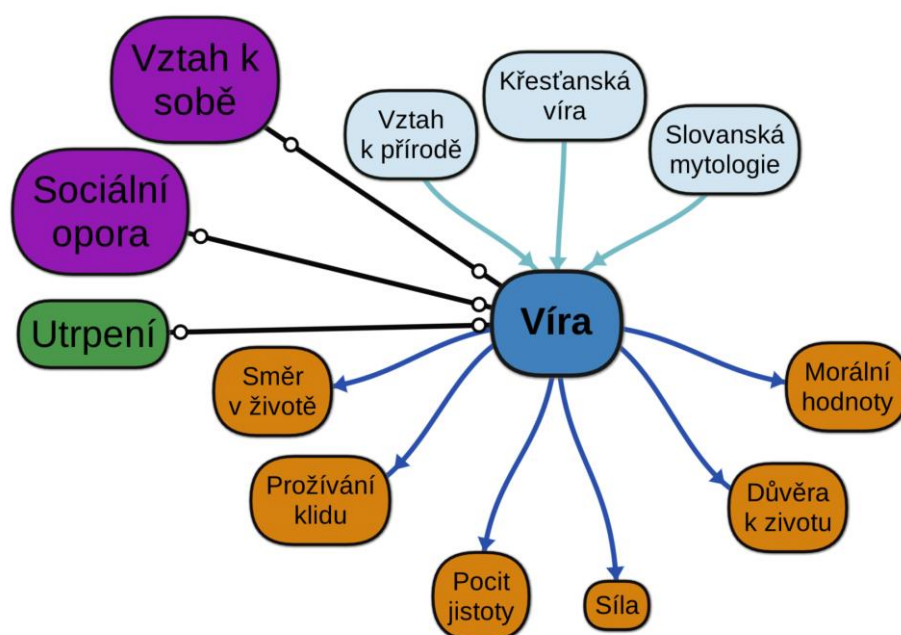 Vztah k
sobě
Křesťanská
víra
Vztah
k přírodě
Slovanská
mytologie
Sociální
opora
Utrpení
Víra
Směr
v životě
Morální
hodnoty
Prožívání
klidu
Důvěra
k zivotu
Pocit
jistoty
Síla